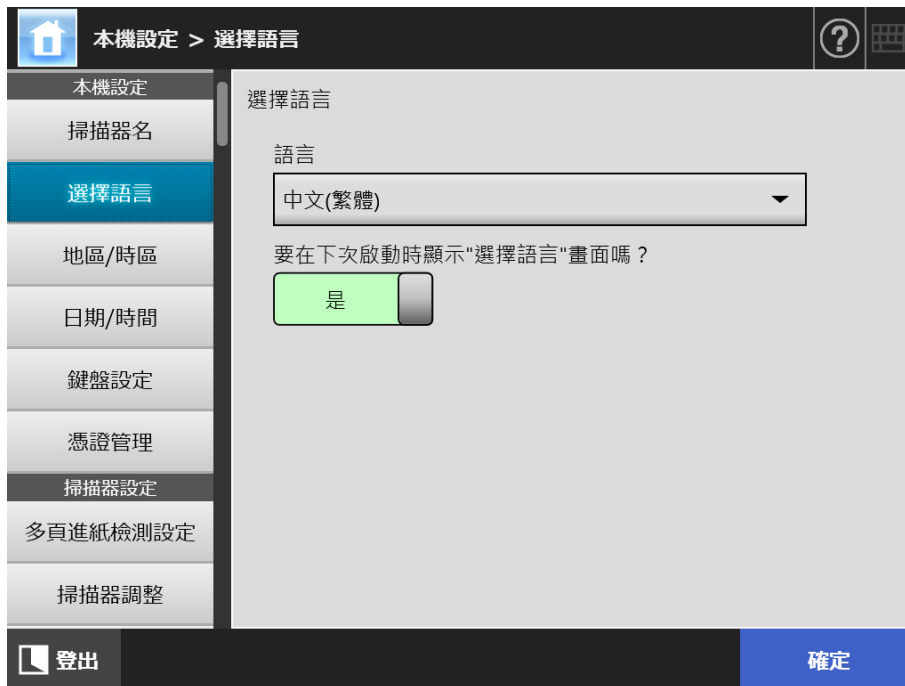 本機設定 > 選擇語言
?
本機設定
掃描器名
選擇語言
地區/時區
日期/時間
鍵盤設定
憑證管理
掃描器設定
多頁進紙檢測設定
掃描器調整
選擇語言
語言
中文(繁體)
要在下次啟動時顯示"選擇語言"畫面嗎？
是
登出
確定